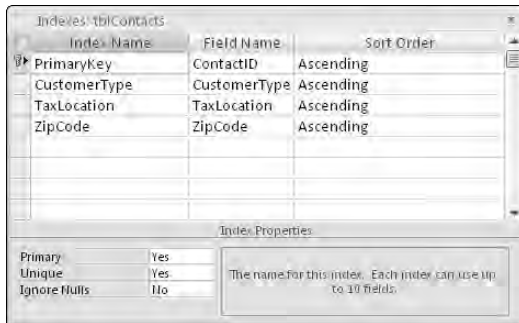 Indexes: tblContacts
Index Name Field Name Sort Order
PrimaryKey ContactID Ascending
CustomerType CustomerType Ascending
TaxLocation TaxLocation Ascending
ZipCode ZipCode Ascending
Index Properties
Primary Yes
Unique Yes
Ignore Nulls No
The name for this index. Each index can use up
to 10 fields.